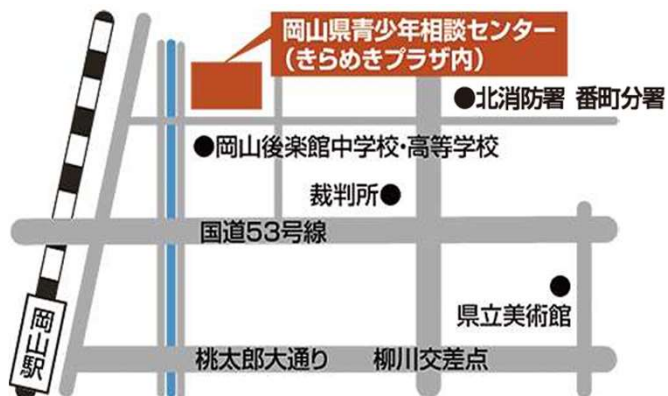 岡山県青少年相談センター
（きらめきプラザ内）
●北消防署 番町分署
●岡山後楽館中学校・高等学校
裁判所●
国道53号線
県立美術館
岡山駅
桃太郎大通り
柳川交差点